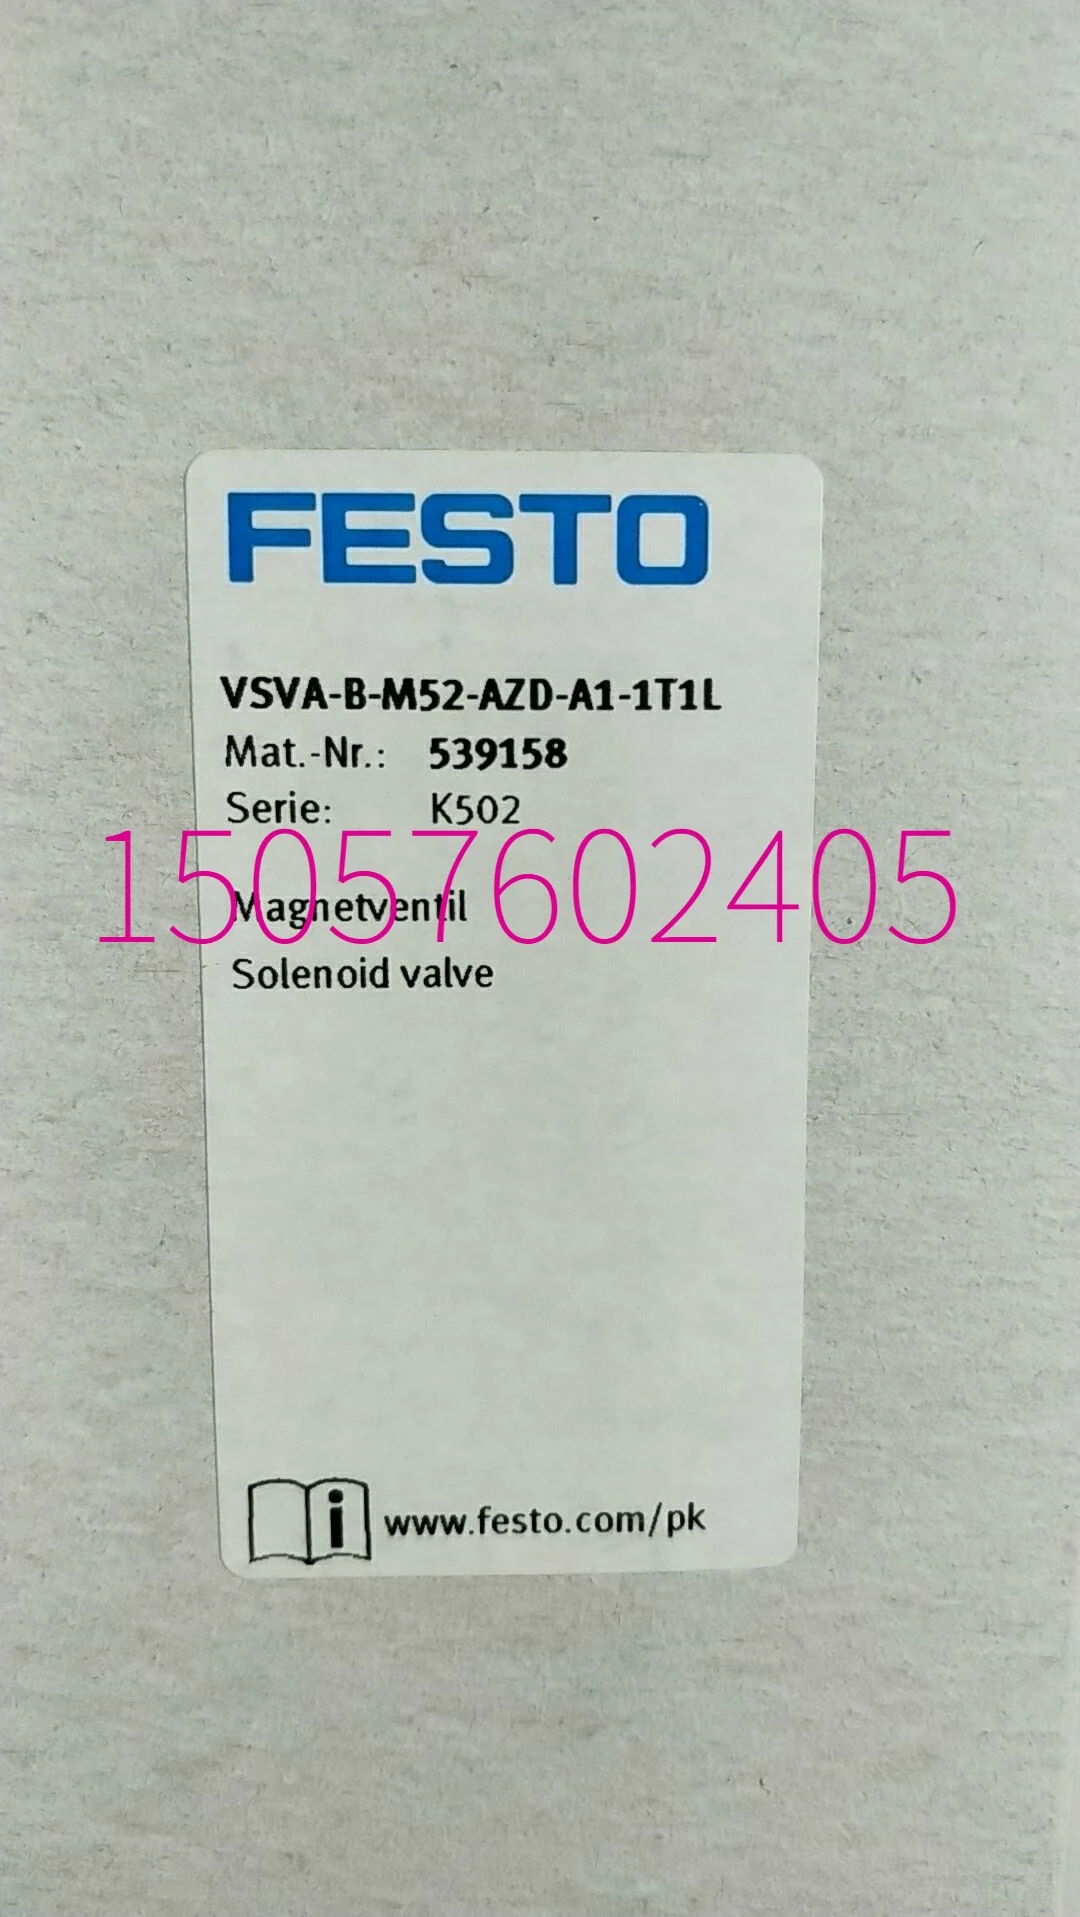 FESTO
VSVA-B-M52-AZD-A1-1T1L
Mat.-Nr.: 539158
Serie: K502
15057602405
Magnetventil
Solenoid valve
i www.festo.com/pk